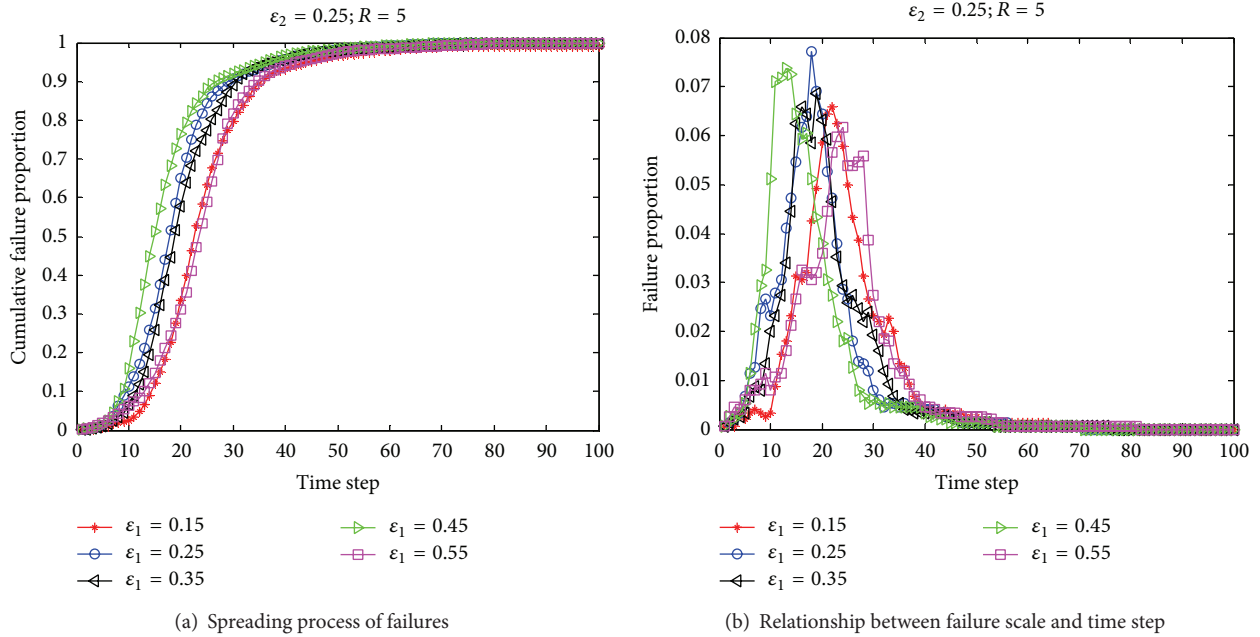 ε₂ = 0.25; R = 5
1
0.9
0.8
0.7
0.6
0.5
0.4
0.3
0.2
0.1
0
Cumulative failure proportion
0 10 20 30 40 50 60 70 80 90 100
Time step
ε₁ = 0.15
ε₁ = 0.25
ε₁ = 0.35
ε₁ = 0.45
ε₁ = 0.55
(a) Spreading process of failures
ε₂ = 0.25; R = 5
0.08
0.07
0.06
0.05
0.04
0.03
0.02
0.01
0
Failure proportion
0 10 20 30 40 50 60 70 80 90 100
Time step
ε₁ = 0.15
ε₁ = 0.25
ε₁ = 0.35
ε₁ = 0.45
ε₁ = 0.55
(b) Relationship between failure scale and time step